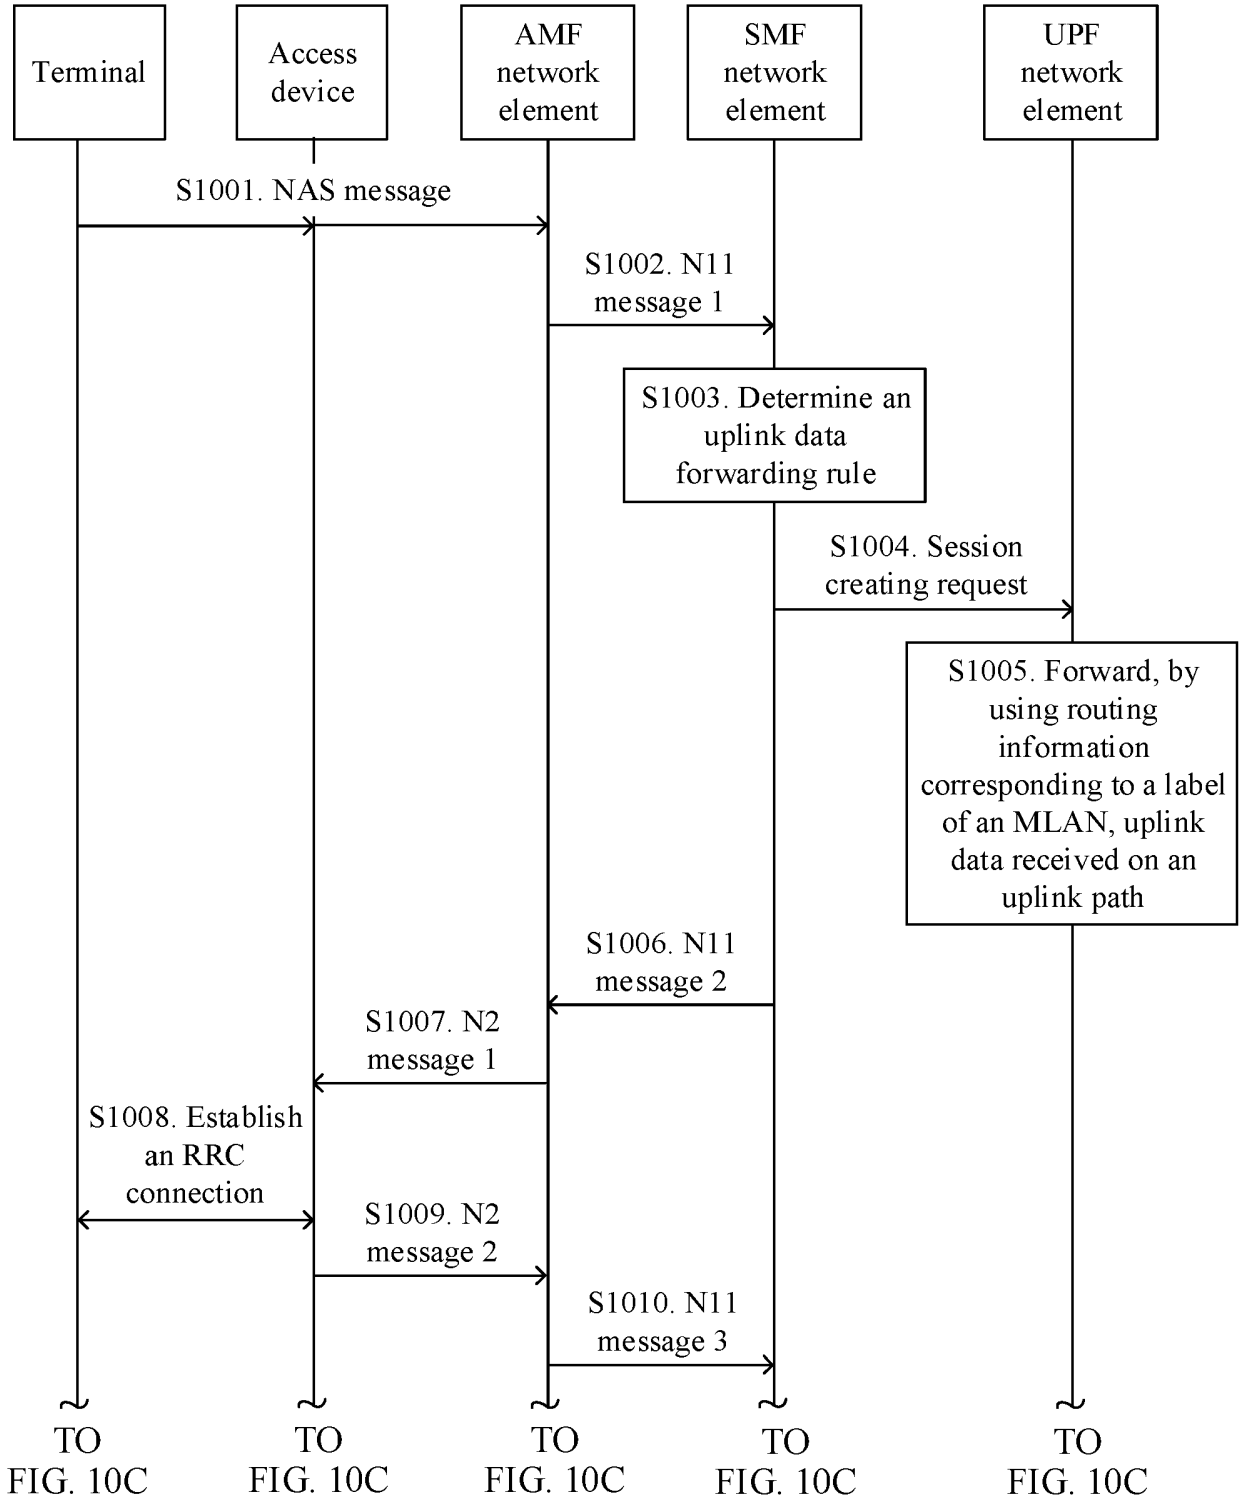 Terminal
Access
device
AMF
network
element
SMF
network
element
UPF
network
element
S1001. NAS message
S1002. N11
message 1
S1003. Determine an
uplink data
forwarding rule
S1004. Session
creating request
S1005. Forward, by
using routing
information
corresponding to a label
of an MLAN, uplink
data received on an
uplink path
S1006. N11
message 2
S1007. N2
message 1
S1008. Establish
an RRC
connection
S1009. N2
message 2
S1010. N11
message 3
TO
FIG. 10C
TO
FIG. 10C
TO
FIG. 10C
TO
FIG. 10C
TO
FIG. 10C